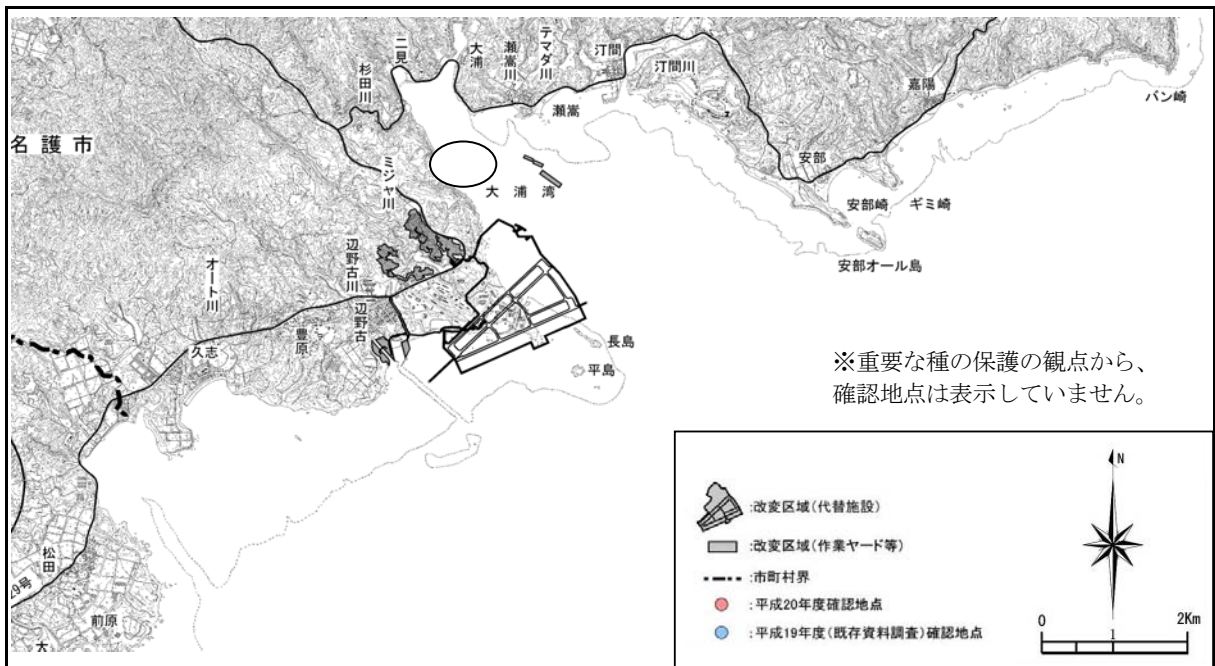 二見
大浦
瀬嵩川
テマダ川
汀間
杉田川
汀間川
嘉陽
バン崎
瀬嵩
名護市
ミジャ川
大浦湾
安部
安部崎
ギミ崎
安部オール島
辺野古川
オート川
辺野古
豊原
久志
長島
平島
※重要な種の保護の観点から、
確認地点は表示していません。
松田
29号
前原
大
N
:改変区域(代替施設)
:改変区域(作業ヤード等)
:市町村界
:平成20年度確認地点
:平成19年度(既存資料調査)確認地点
0 1 2Km